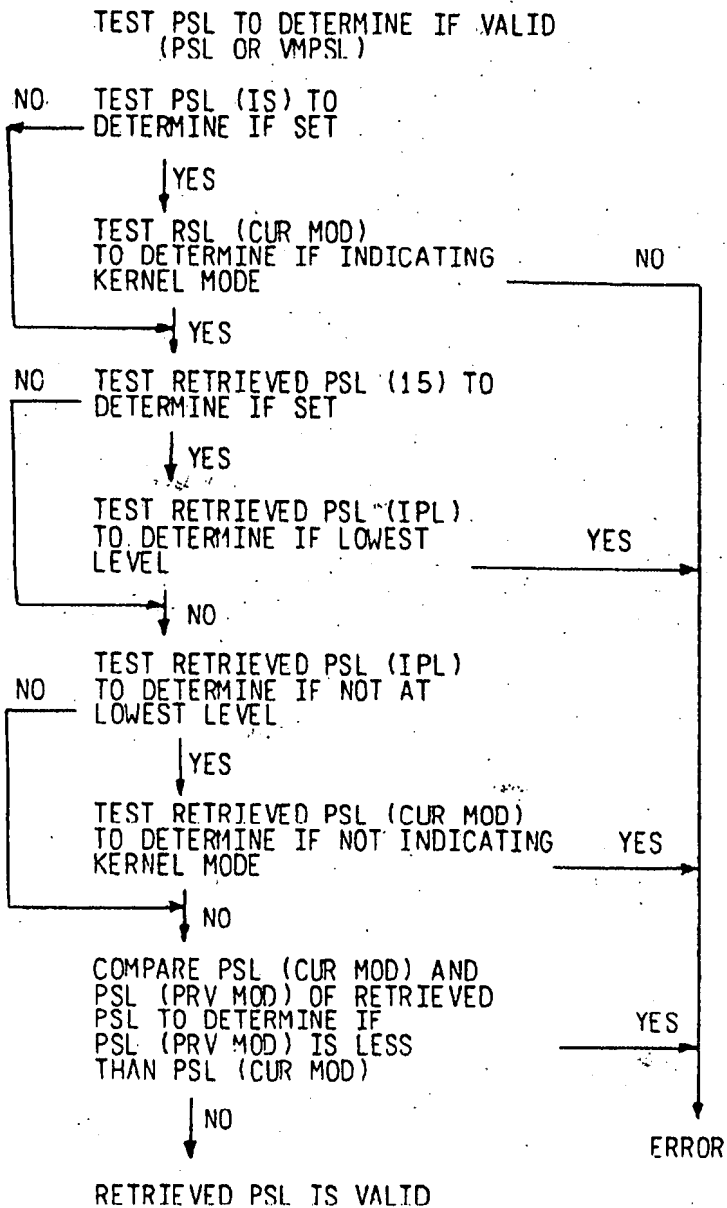 TEST PSL TO DETERMINE IF VALID
(PSL OR VMPSL)
NO
TEST PSL (IS) TO
DETERMINE IF SET
YES
TEST RSL (CUR MOD)
TO DETERMINE IF INDICATING
KERNEL MODE
NO
YES
NO
TEST RETRIEVED PSL (15) TO
DETERMINE IF SET
YES
TEST RETRIEVED PSL (IPL)
TO DETERMINE IF LOWEST
LEVEL
YES
NO
TEST RETRIEVED PSL (IPL)
NO
TO DETERMINE IF NOT AT
LOWEST LEVEL
YES
TEST RETRIEVED PSL (CUR MOD)
TO DETERMINE IF NOT INDICATING
KERNEL MODE
YES
NO
COMPARE PSL (CUR MOD) AND
PSL (PRV MOD) OF RETRIEVED
PSL TO DETERMINE IF
PSL (PRV MOD) IS LESS
THAN PSL (CUR MOD)
YES
NO
ERROR
RETRIEVED PSL IS VALID